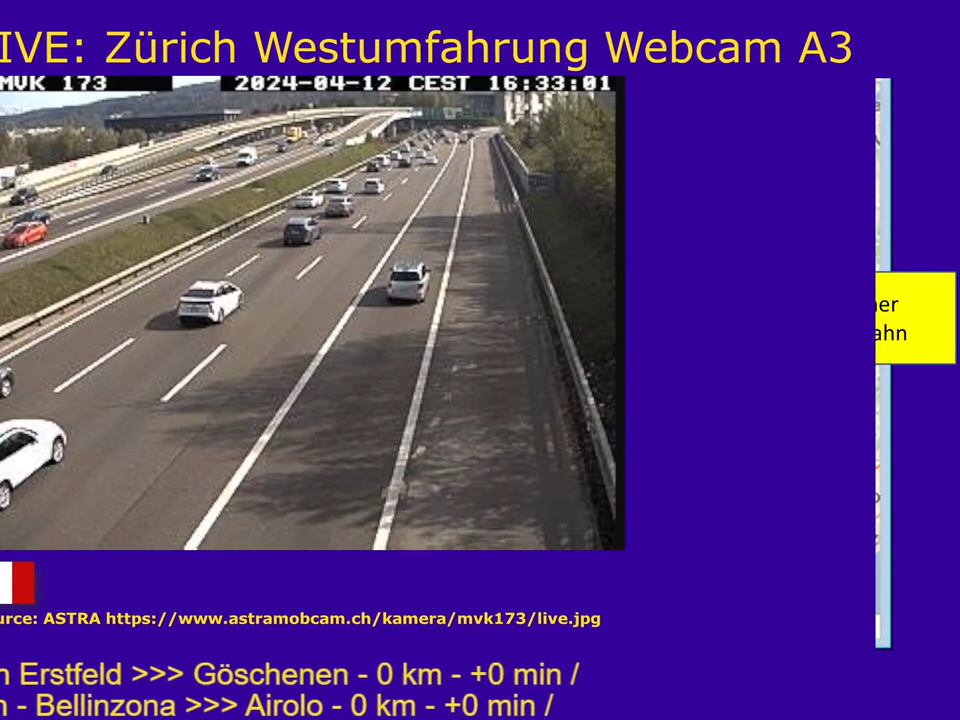 IVE: Zürich Westumfahrung Webcam A3
MVK 173 2024-04-12 CEST 16:33:01
ner
ahn
urce: ASTRA https://www.astramobcam.ch/kamera/mvk173/live.jpg
n Erstfeld >>> Göschenen - 0 km - +0 min /
n - Bellinzona >>> Airolo - 0 km - +0 min /